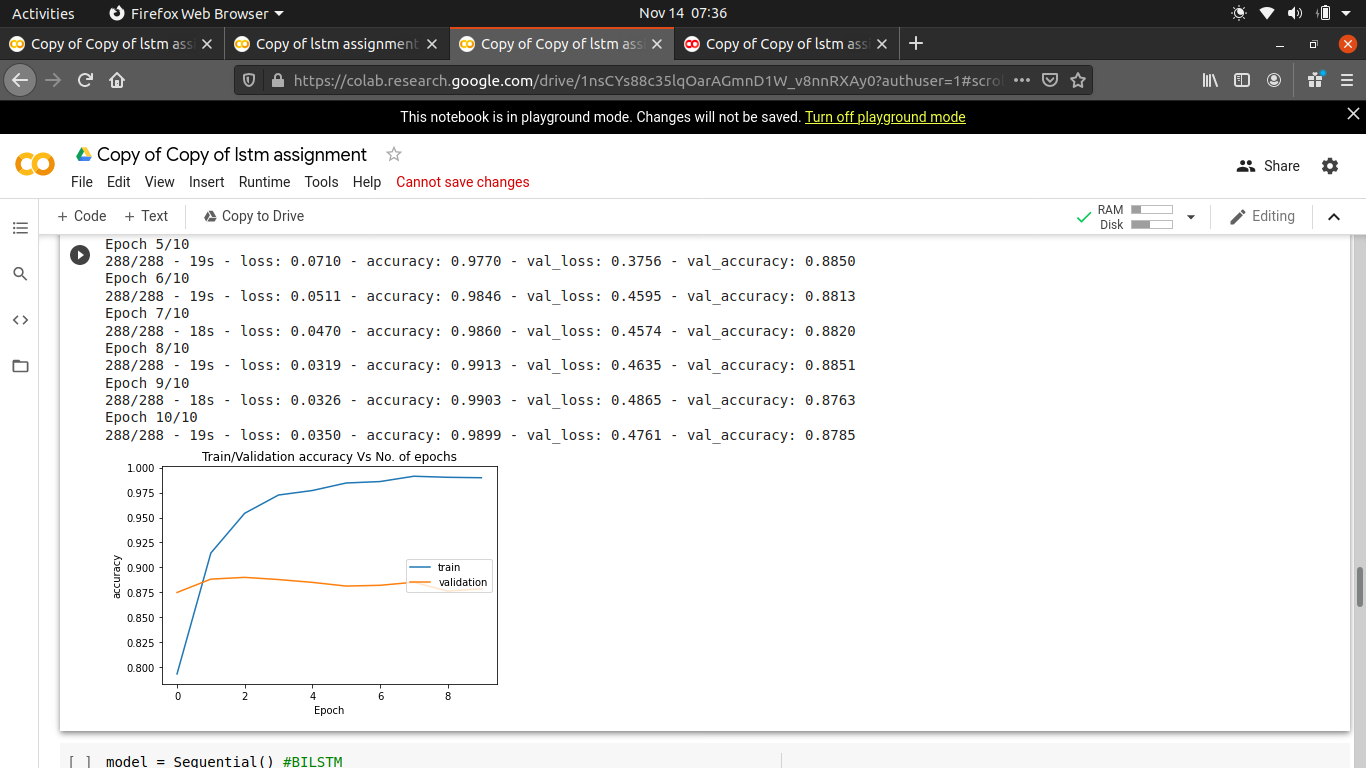 Activities Firefox Web Browser Nov 14 07:36
Copy of Copy of lstm ass Copy of lstm assignment Copy of Copy of lstm ass Copy of Copy of lstm ass
https://colab.research.google.com/drive/1nsCYs88c35lqOarAGmnD1W_v8nnRXAy0?authuser=1#scro
This notebook is in playground mode. Changes will not be saved. Turn off playground mode
CO Copy of Copy of lstm assignment
Share
File Edit View Insert Runtime Tools Help Cannot save changes
+ Code + Text Copy to Drive RAM Disk Editing
Epoch 5/10
288/288 - 19s - loss: 0.0710 - accuracy: 0.9770 - val_loss: 0.3756 - val_accuracy: 0.8850
Epoch 6/10
288/288 - 19s - loss: 0.0511 - accuracy: 0.9846 - val_loss: 0.4595 - val_accuracy: 0.8813
Epoch 7/10
288/288 - 18s - loss: 0.0470 - accuracy: 0.9860 - val_loss: 0.4574 - val_accuracy: 0.8820
Epoch 8/10
288/288 - 19s - loss: 0.0319 - accuracy: 0.9913 - val_loss: 0.4635 - val_accuracy: 0.8851
Epoch 9/10
288/288 - 18s - loss: 0.0326 - accuracy: 0.9903 - val_loss: 0.4865 - val_accuracy: 0.8763
Epoch 10/10
288/288 - 19s - loss: 0.0350 - accuracy: 0.9899 - val_loss: 0.4761 - val_accuracy: 0.8785
Train/Validation accuracy Vs No. of epochs
1.000
0.975
0.950
0.925
0.900
0.875
0.850
0.825
0.800
accuracy
train
validation
0 2 4 6 8
Epoch
[ ] model = Sequential() #BILSTM